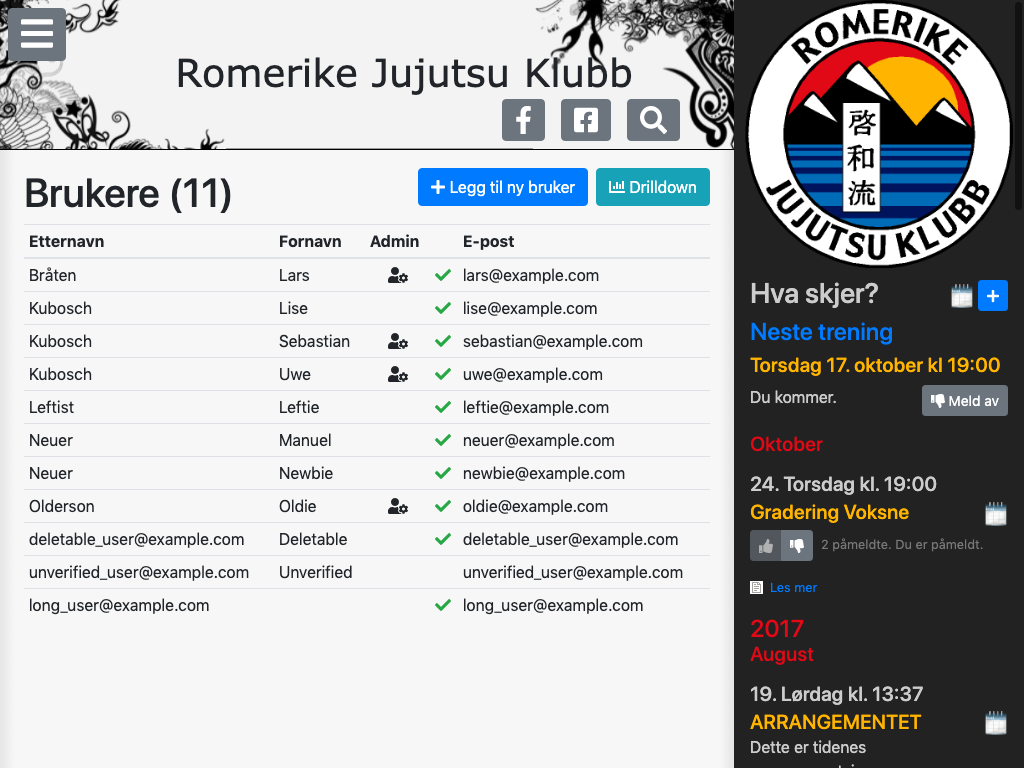 Romerike Jujutsu Klubb
Brukere (11)
Legg til ny bruker
Drilldown
Etternavn Fornavn Admin E-post
Bråten Lars lars@example.com
Kubosch Lise lise@example.com
Kubosch Sebastian sebastian@example.com
Kubosch Uwe uwe@example.com
Leftist Leftie leftie@example.com
Neuer Manuel neuer@example.com
Neuer Newbie newbie@example.com
Olderson Oldie oldie@example.com
deletable_user@example.com Deletable deletable_user@example.com
unverified_user@example.com Unverified unverified_user@example.com
long_user@example.com long_user@example.com
ROMERIKE
啓和流
JUJUTSU KLUBB
Hva skjer?
Neste trening
Torsdag 17. oktober kl 19:00
Du kommer.
Meld av
Oktober
24. Torsdag kl. 19:00
Gradering Voksne
2 påmeldte. Du er påmeldt.
Les mer
2017
August
19. Lørdag kl. 13:37
ARRANGEMENTET
Dette er tidenes